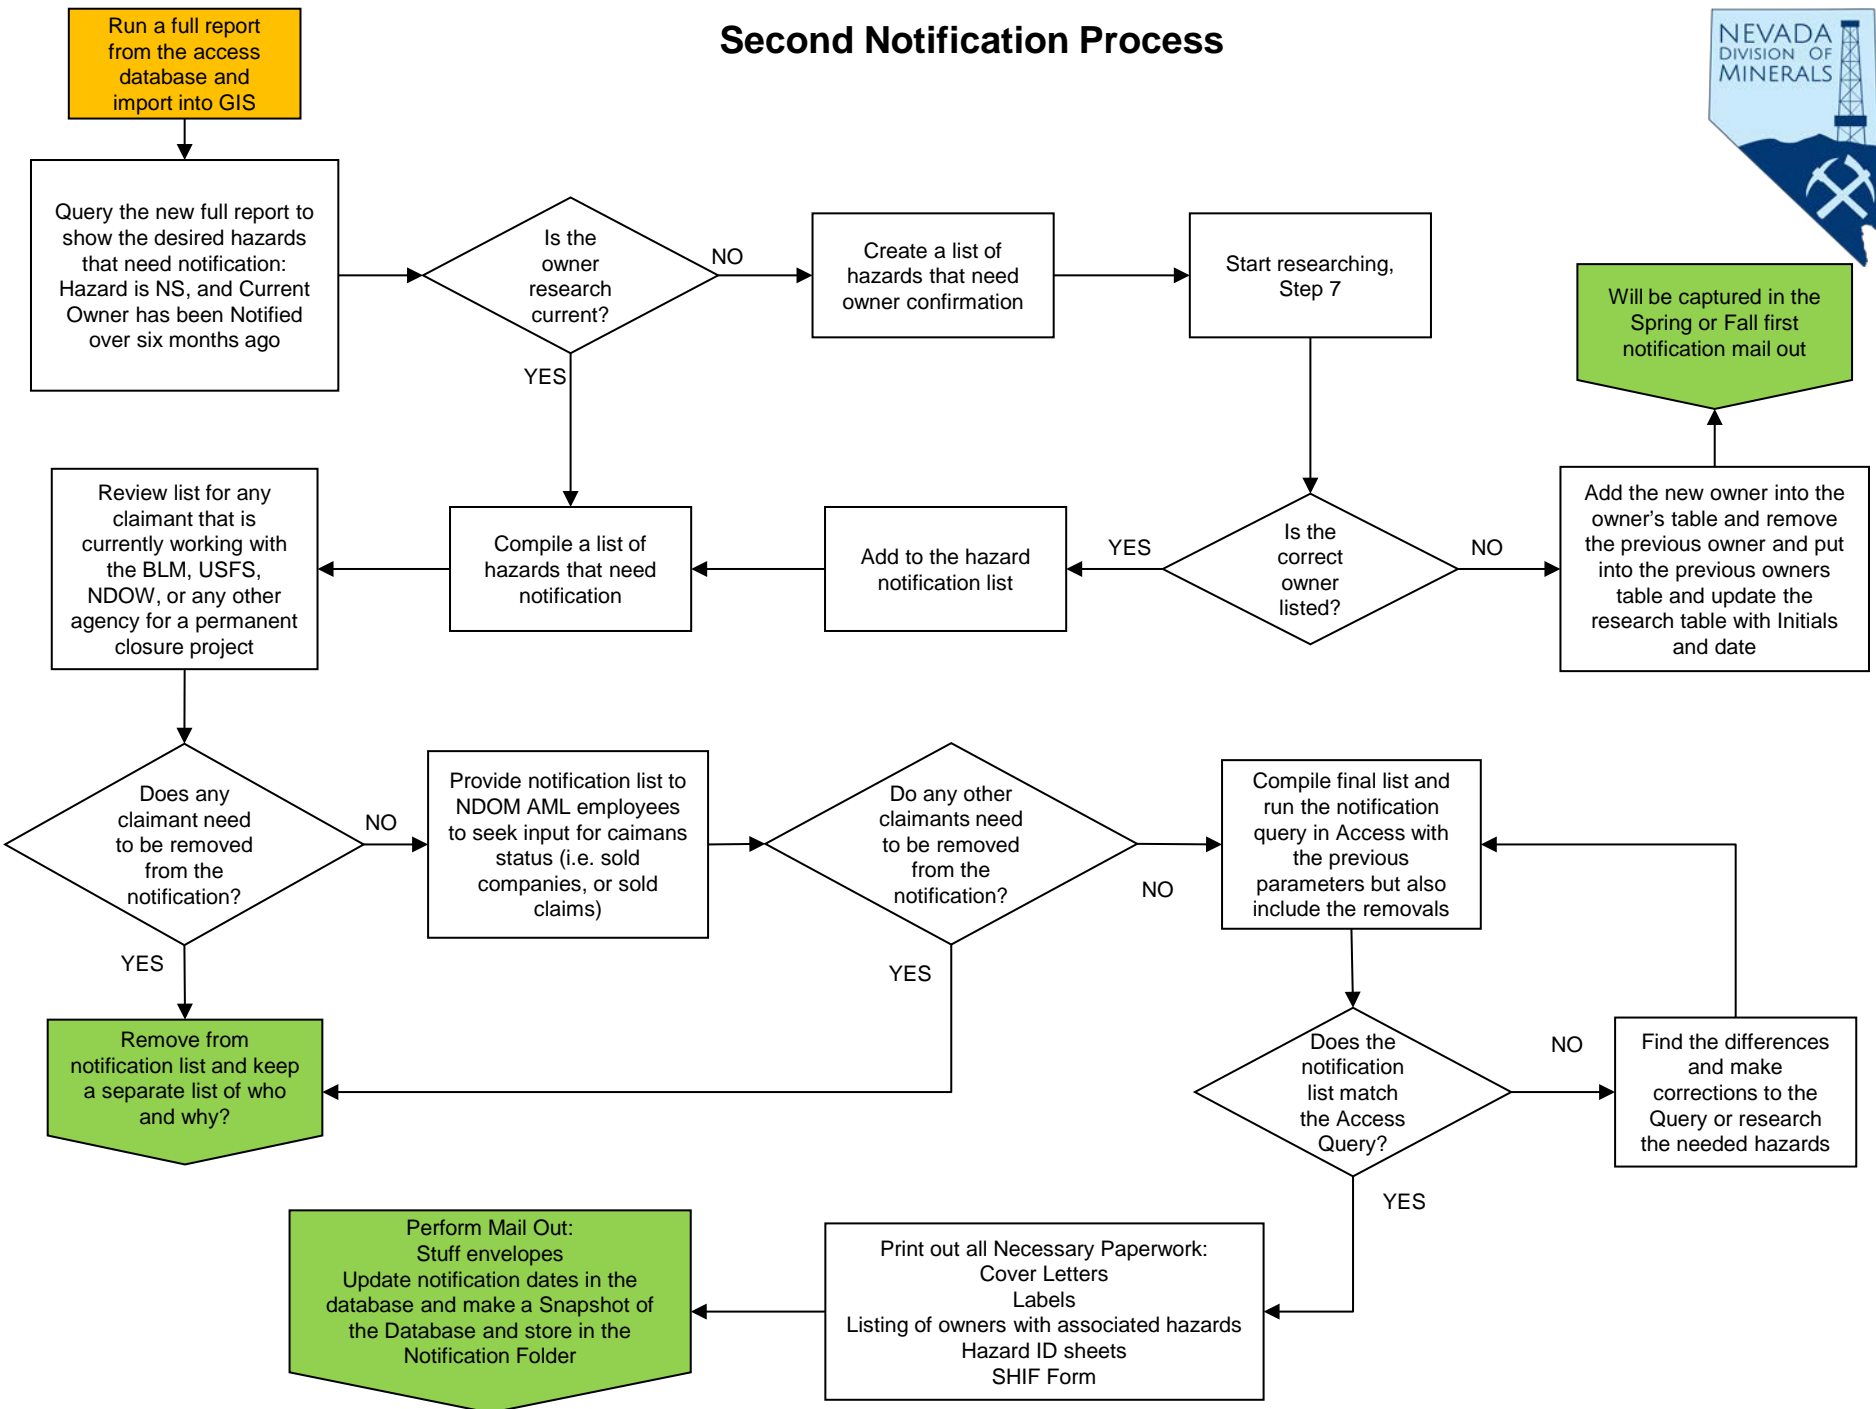 Second Notification Process
NEVADA
DIVISION OF
MINERALS
Run a full report
from the access
database and
import into GIS
Query the new full report to
show the desired hazards
that need notification:
Hazard is NS, and Current
Owner has been Notified
over six months ago
Is the
owner
research
current?
NO
YES
Create a list of
hazards that need
owner confirmation
Start researching,
Step 7
Will be captured in the
Spring or Fall first
notification mail out
Review list for any
claimant that is
currently working with
the BLM, USFS,
NDOW, or any other
agency for a permanent
closure project
Compile a list of
hazards that need
notification
Add to the hazard
notification list
YES
Is the
correct
owner
listed?
NO
Add the new owner into the
owner’s table and remove
the previous owner and put
into the previous owners
table and update the
research table with Initials
and date
Does any
claimant need
to be removed
from the
notification?
NO
YES
Provide notification list to
NDOM AML employees
to seek input for caimans
status (i.e. sold
companies, or sold
claims)
Do any other
claimants need
to be removed
from the
notification?
NO
YES
Compile final list and
run the notification
query in Access with
the previous
parameters but also
include the removals
Remove from
notification list and keep
a separate list of who
and why?
Does the
notification
list match
the Access
Query?
NO
YES
Find the differences
and make
corrections to the
Query or research
the needed hazards
Perform Mail Out:
Stuff envelopes
Update notification dates in the
database and make a Snapshot of
the Database and store in the
Notification Folder
Print out all Necessary Paperwork:
Cover Letters
Labels
Listing of owners with associated hazards
Hazard ID sheets
SHIF Form